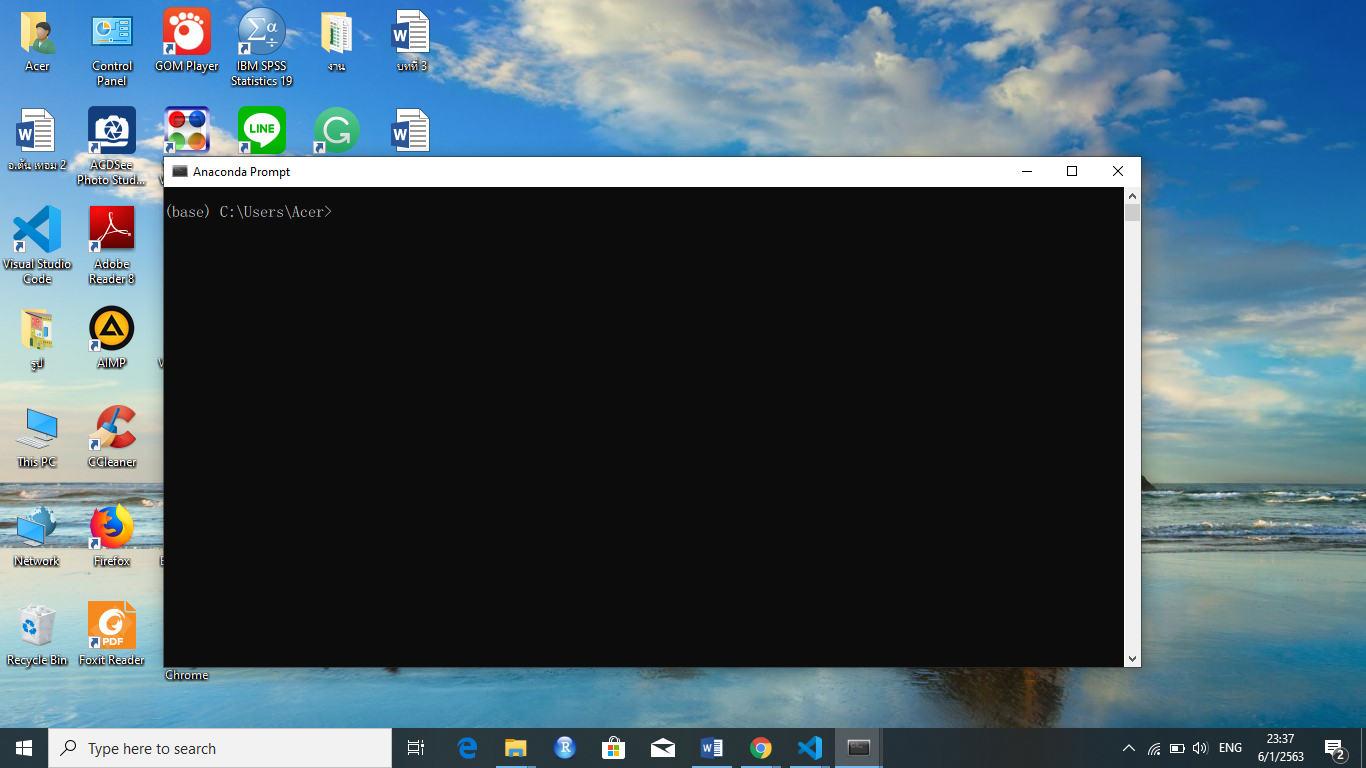 Acer
Control
Panel
GOM Player
IBM SPSS
Statistics 19
งาน
บทที่ 3
อ.ต้น เทอม 2
ACDSee
Photo Stud...
LINE
Visual Studio
Code
Adobe
Reader 8
รูป
AIMP
This PC
CCleaner
Network
Firefox
Recycle Bin
PDF
Foxit Reader
Chrome
Anaconda Prompt
(base) C:\Users\Acer>
Type here to search
ENG
23:37
6/1/2563
2